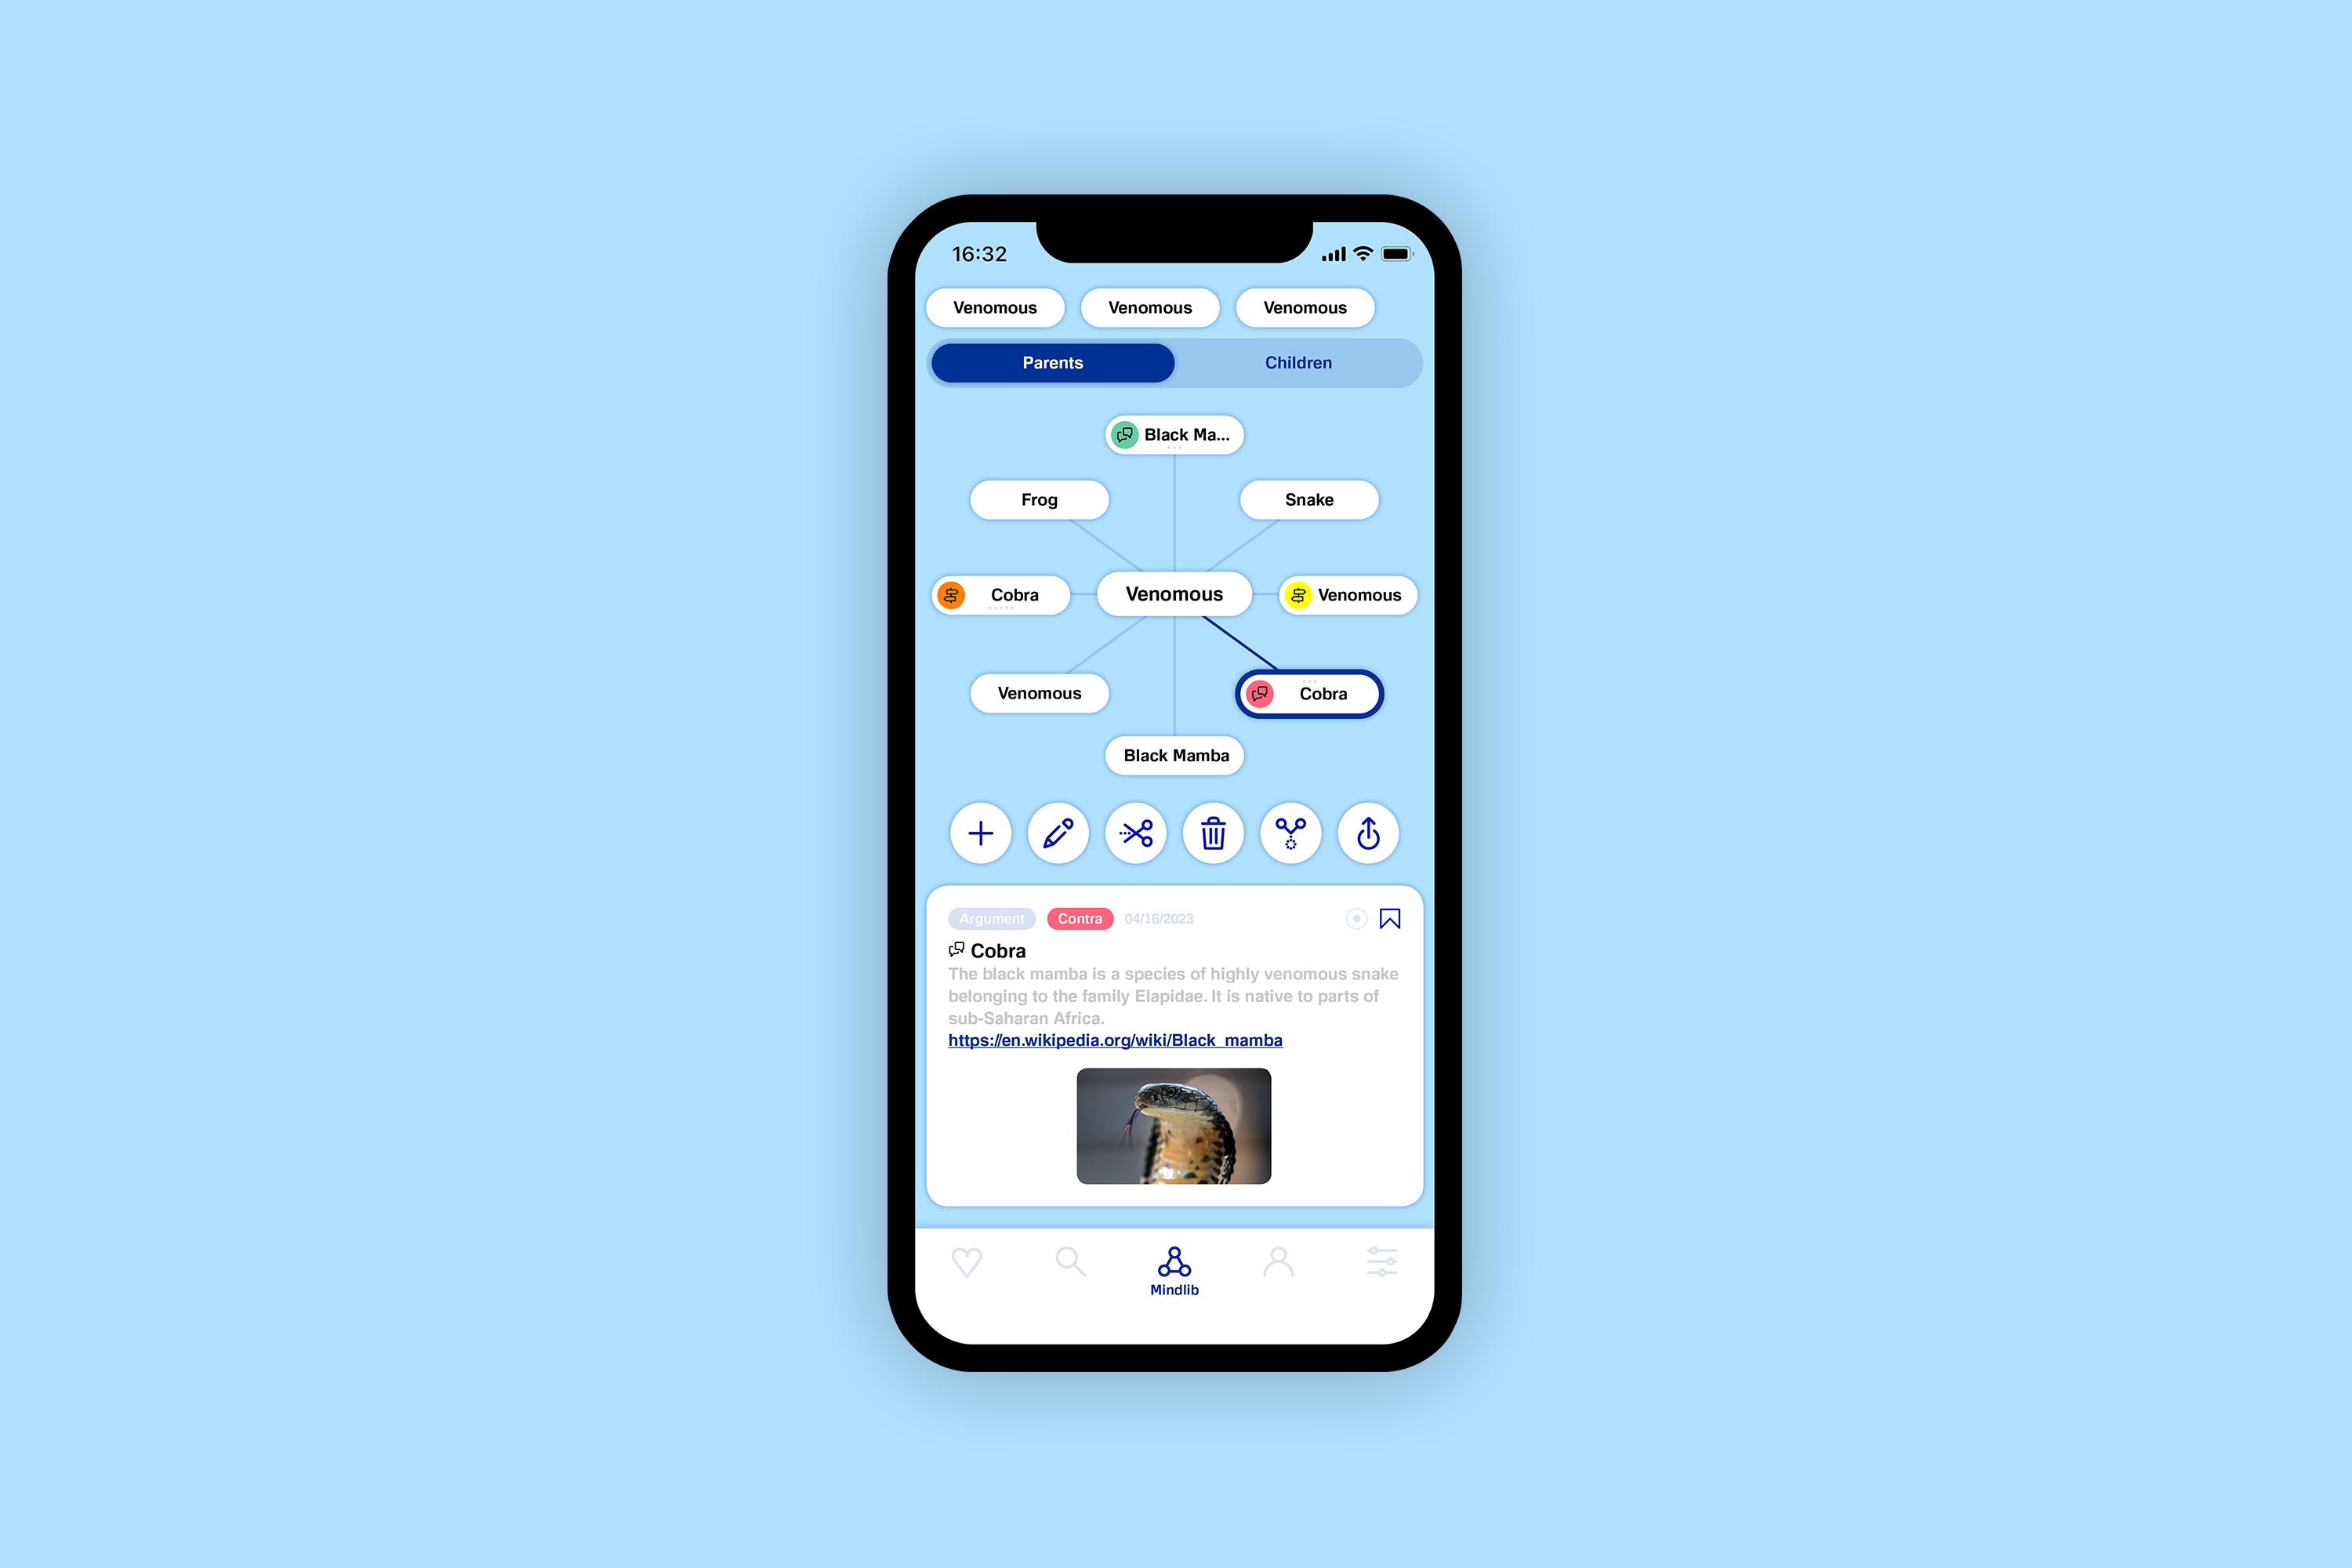 16:32
Venomous Venomous Venomous
Parents Children
Black Ma...
Frog Snake
Cobra Venomous Venomous
Venomous Cobra
Black Mamba
Argument Contra 04/16/2023
Cobra
The black mamba is a species of highly venomous snake
belonging to the family Elapidae. It is native to parts of
sub-Saharan Africa.
https://en.wikipedia.org/wiki/Black_mamba
Mindlib